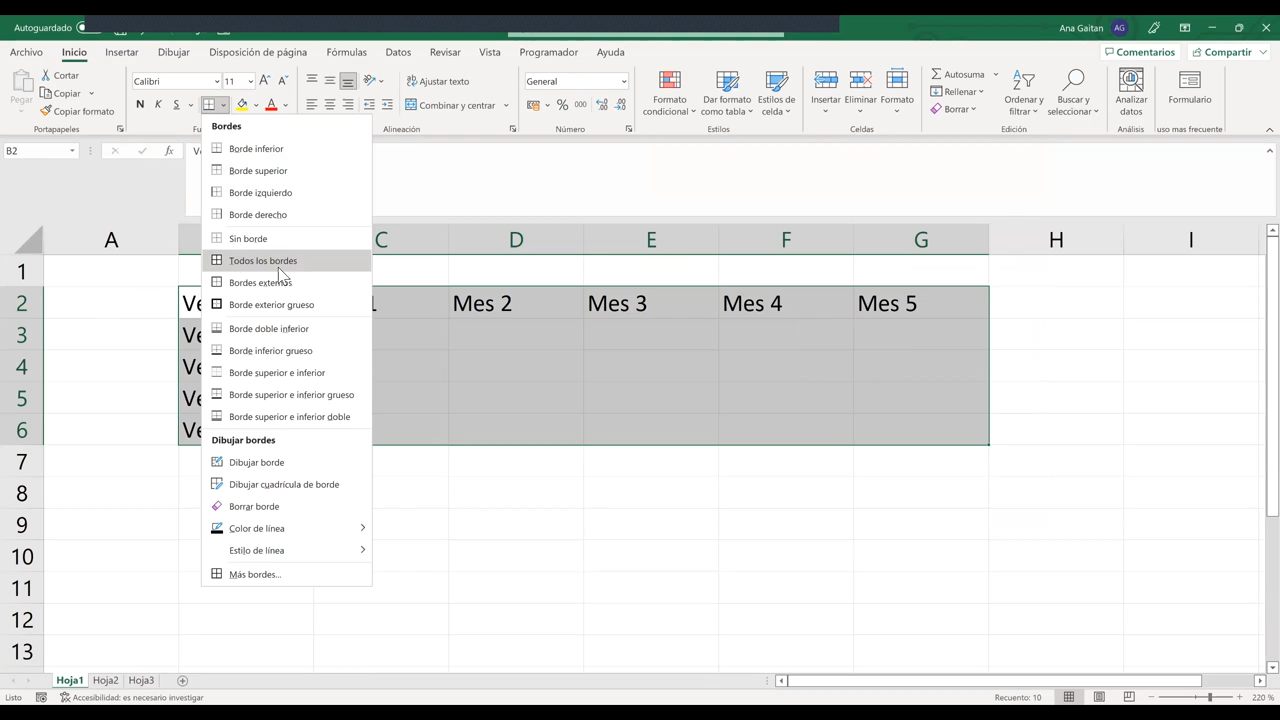 Autoguardado
Ana Gaitan AG
Archivo Inicio Insertar Dibujar Disposición de página Fórmulas Datos Revisar Vista Programador Ayuda Comentarios Compartir
Pegar
Cortar
Copiar
Copiar formato
Portapapeles
Calibri 11
N K S
Ajustar texto
Combinar y centrar
Alineación
General
% 000
Número
Formato condicional
Dar formato como tabla
Estilos de celda
Estilos
Insertar Eliminar Formato
Celdas
Autosuma
Rellenar
Borrar
Ordenar y filtrar
Buscar y seleccionar
Edición
Analizar datos
Análisis
Formulario
uso mas frecuente
B2
fx
Bordes
Borde inferior
Borde superior
Borde izquierdo
Borde derecho
Sin borde
Todos los bordes
Bordes externos
Borde exterior grueso
Borde doble inferior
Borde inferior grueso
Borde superior e inferior
Borde superior e inferior grueso
Borde superior e inferior doble
Dibujar bordes
Dibujar borde
Dibujar cuadrícula de borde
Borrar borde
Color de línea
Estilo de línea
Más bordes...
A C D E F G H I
1
2 Mes 2 Mes 3 Mes 4 Mes 5
3
4
5
6
7
8
9
10
11
12
13
Hoja1 Hoja2 Hoja3
Listo Accesibilidad: es necesario investigar Recuento: 10 220 %